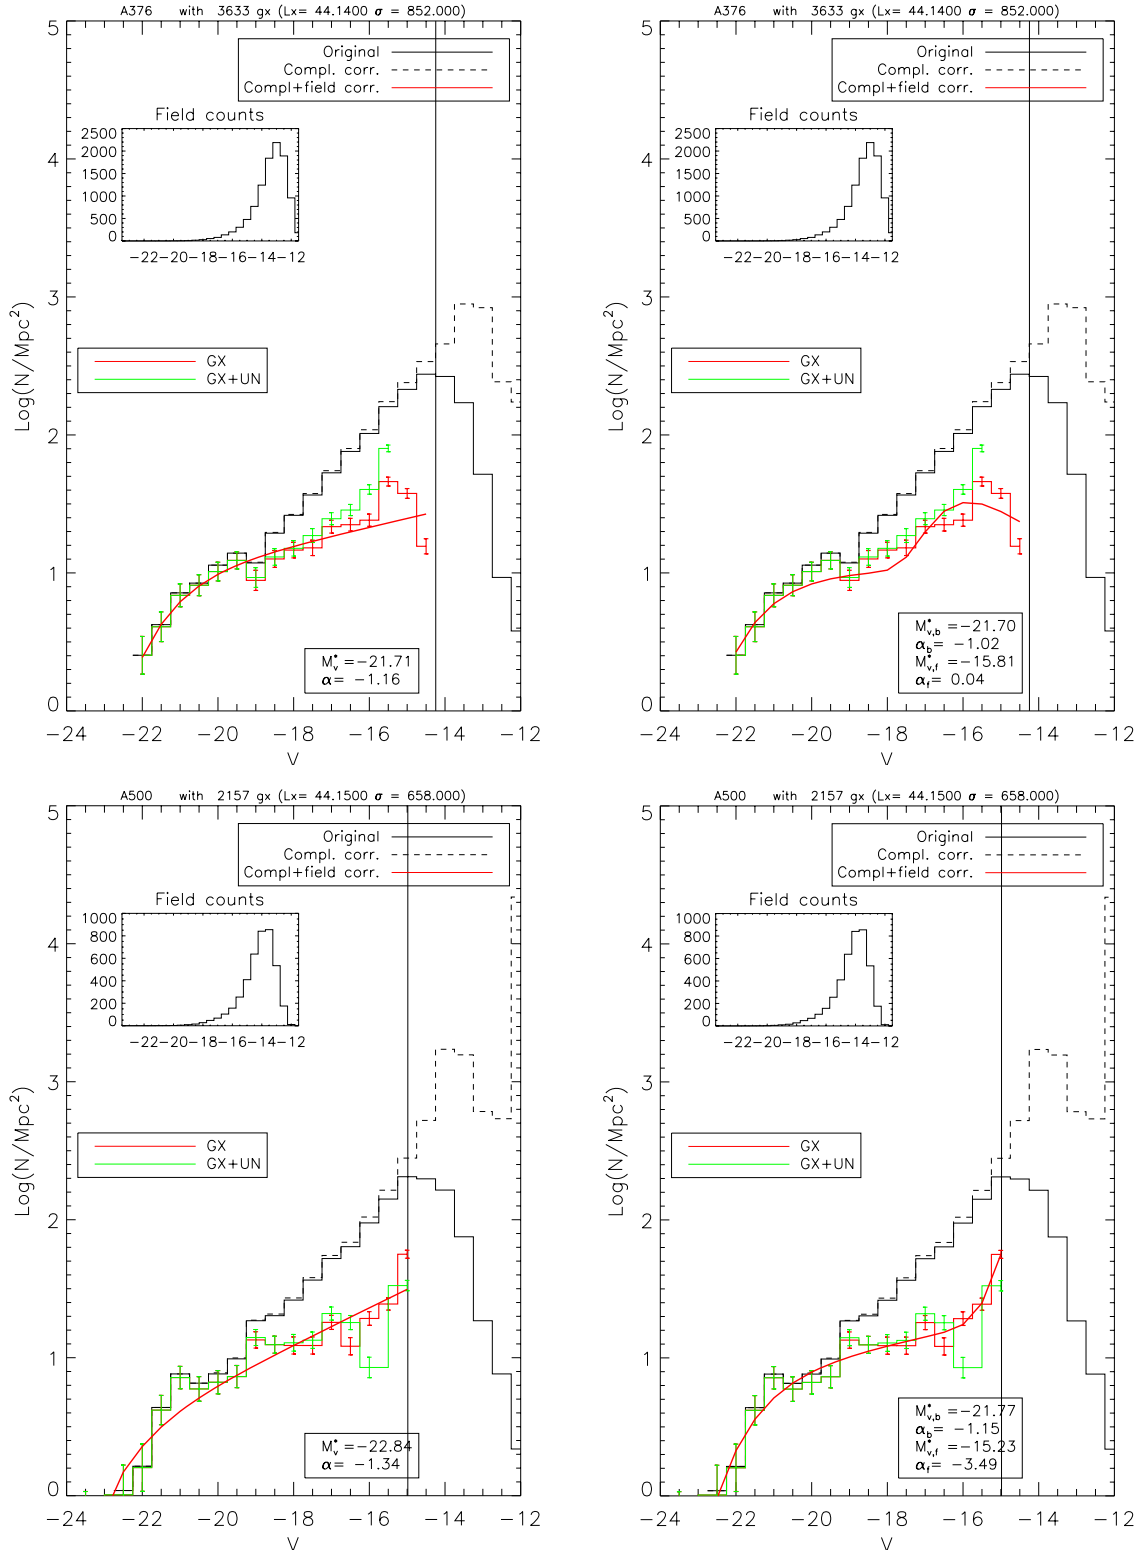 A376 with 3633 gx (Lx= 44.1400 σ = 852.000)
Original
Compl. corr.
Compl+field corr.
Field counts
2500
2000
1000
500
0
-22-20-18-16-14-12
GX
GX+UN
M*v=-21.71
α= -1.16
5
4
3
2
1
0
Log(N/Mpc²)
-24 -22 -20 -18 -16 -14 -12
V
A376 with 3633 gx (Lx= 44.1400 σ = 852.000)
Original
Compl. corr.
Compl+field corr.
Field counts
2500
2000
1000
500
0
-22-20-18-16-14-12
GX
GX+UN
M*v,b=-21.70
αb= -1.02
M*v,f=-15.81
αf= 0.04
5
4
3
2
1
0
Log(N/Mpc²)
-24 -22 -20 -18 -16 -14 -12
V
A500 with 2157 gx (Lx= 44.1500 σ = 658.000)
Original
Compl. corr.
Compl+field corr.
Field counts
1000
800
600
400
200
0
-22-20-18-16-14-12
GX
GX+UN
M*v=-22.84
α= -1.34
5
4
3
2
1
0
Log(N/Mpc²)
-24 -22 -20 -18 -16 -14 -12
V
A500 with 2157 gx (Lx= 44.1500 σ = 658.000)
Original
Compl. corr.
Compl+field corr.
Field counts
1000
800
600
400
200
0
-22-20-18-16-14-12
GX
GX+UN
M*v,b=-21.77
αb= -1.15
M*v,f=-15.23
αf= -3.49
5
4
3
2
1
0
Log(N/Mpc²)
-24 -22 -20 -18 -16 -14 -12
V